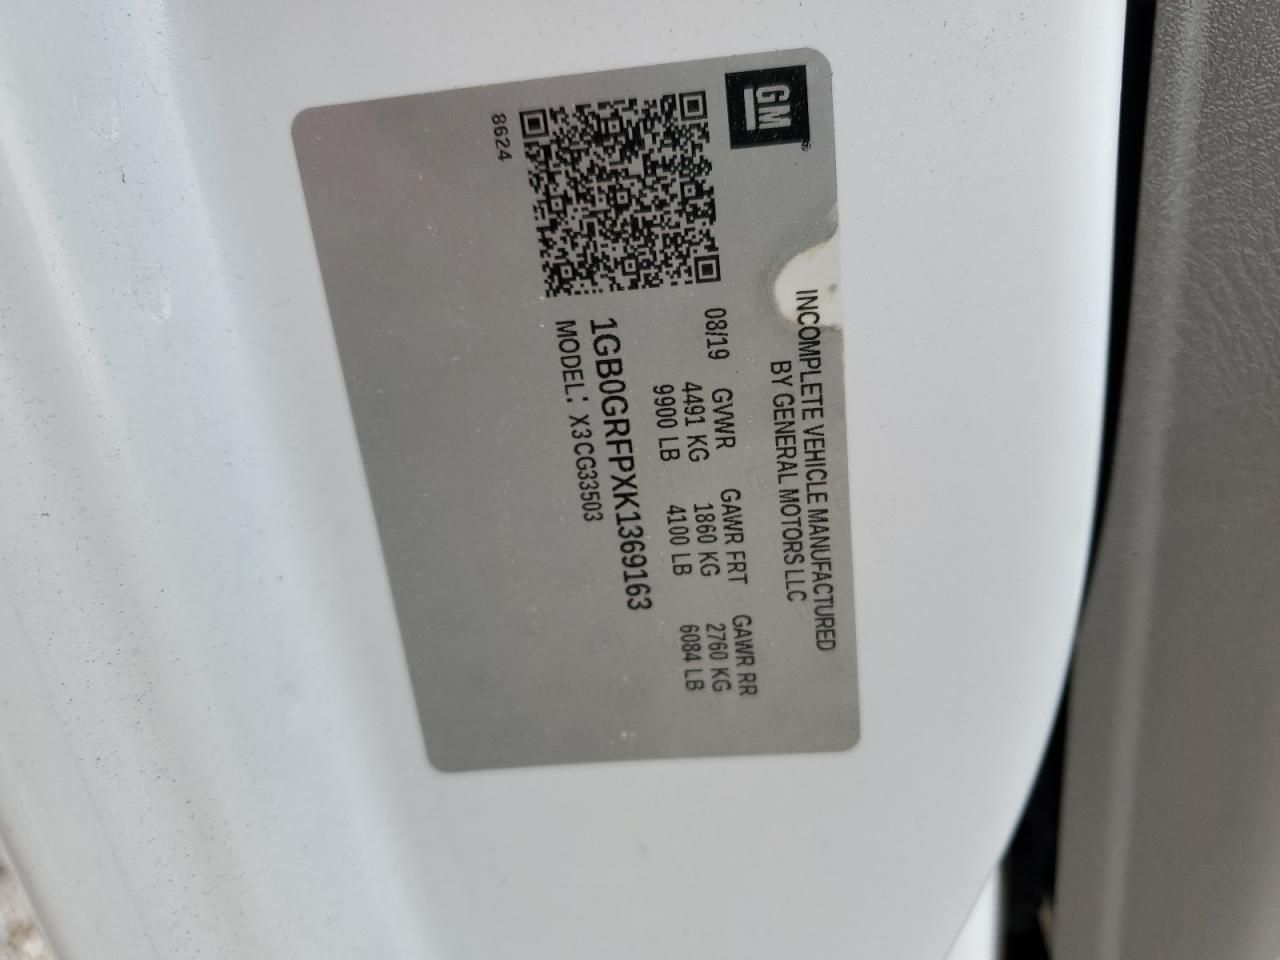 GM
INCOMPLETE VEHICLE MANUFACTURED
BY GENERAL MOTORS LLC
08/19 GVWR GAWR FRT GAWR RR
4491 KG 1860 KG 2760 KG
9900 LB 4100 LB 6084 LB
1GB0GRFPXK1369163
MODEL: X3CG33503
8624